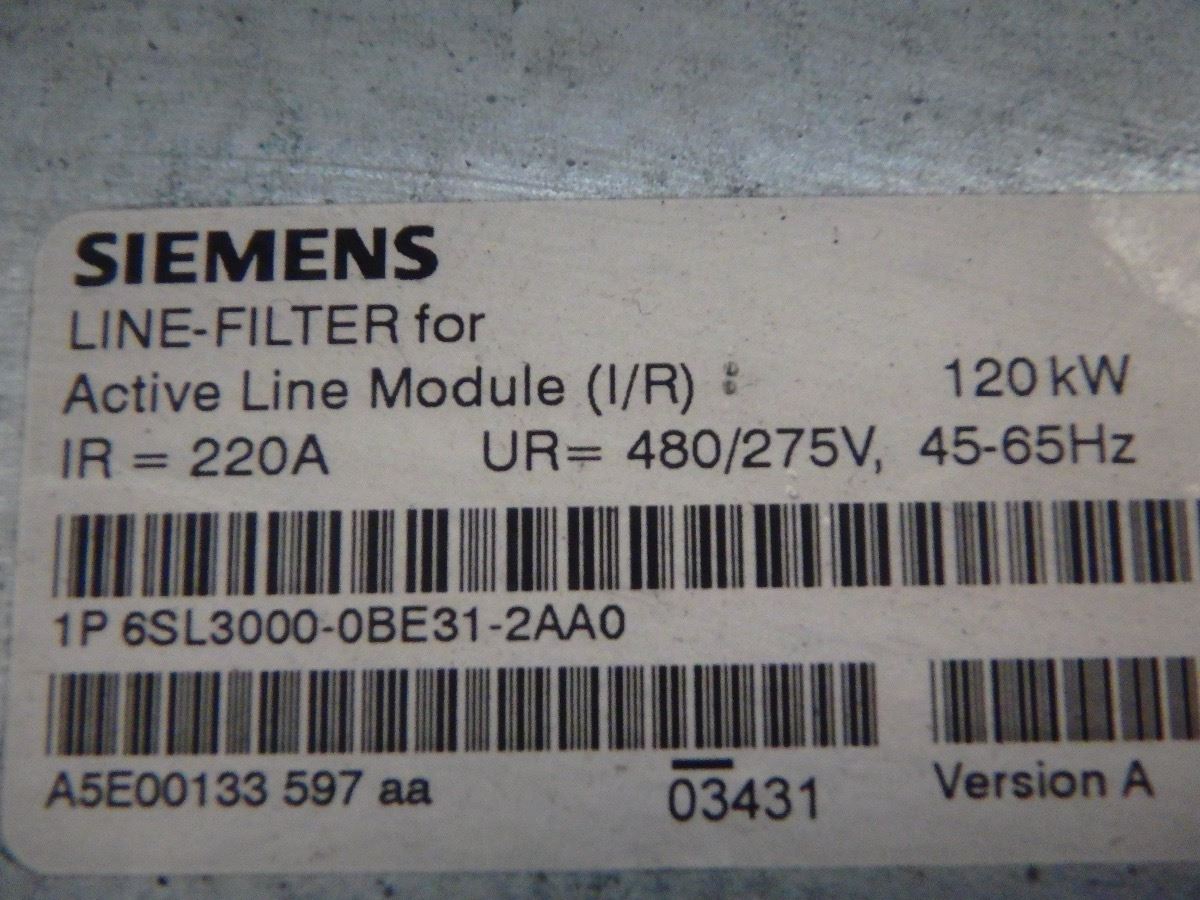 SIEMENS
LINE-FILTER for
Active Line Module (I/R) 120 kW
IR = 220A UR= 480/275V, 45-65Hz
1P 6SL3000-0BE31-2AA0
A5E00133 597 aa 03431 Version A